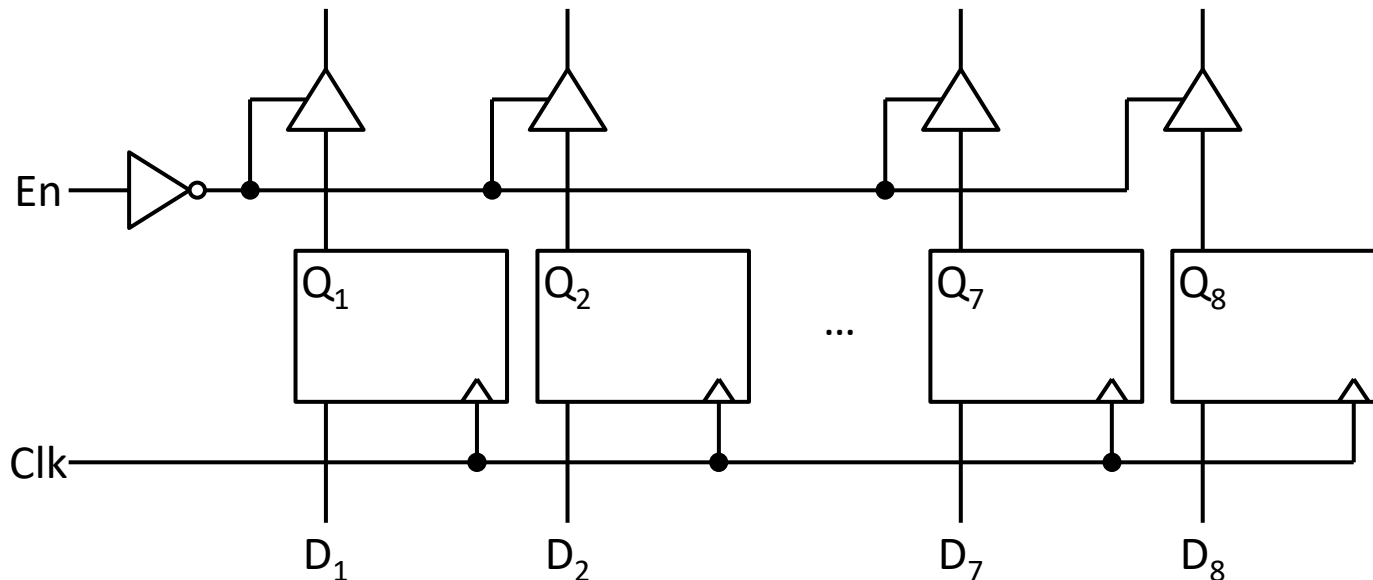 En
Q₁ Q₂ Q₇ Q₈
...
Clk
D₁ D₂ D₇ D₈